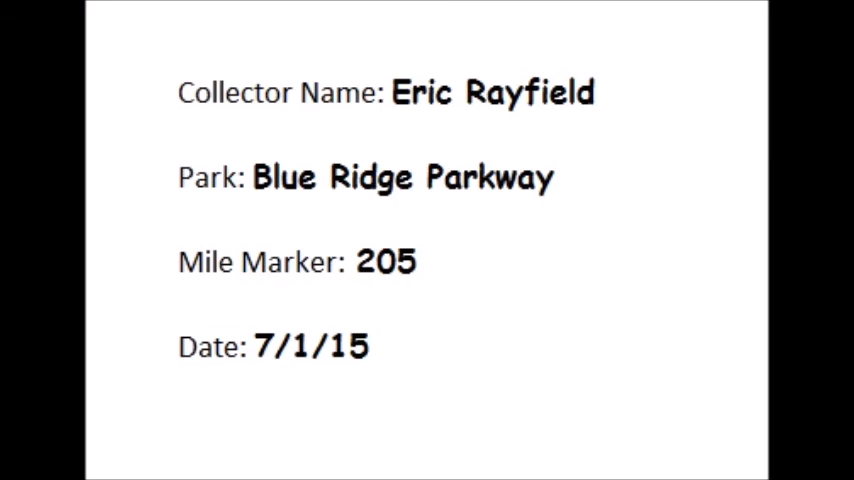 Collector Name: Eric Rayfield
Park: Blue Ridge Parkway
Mile Marker: 205
Date: 7/1/15